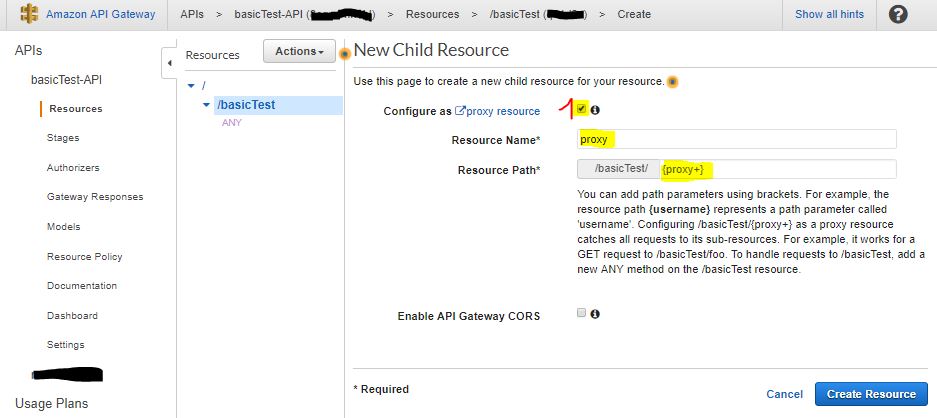 Amazon API Gateway APIs > basicTest-API ( ) > Resources > /basicTest ( ) > Create Show all hints ?
APIs
basicTest-API
Resources
Stages
Authorizers
Gateway Responses
Models
Resource Policy
Documentation
Dashboard
Settings
Usage Plans
Resources Actions
/
/basicTest
ANY
New Child Resource
Use this page to create a new child resource for your resource.
Configure as proxy resource 1
Resource Name* proxy
Resource Path* /basicTest/ {proxy+}
You can add path parameters using brackets. For example, the
resource path {username} represents a path parameter called
'username'. Configuring /basicTest/{proxy+} as a proxy resource
catches all requests to its sub-resources. For example, it works for a
GET request to /basicTest/foo. To handle requests to /basicTest, add a
new ANY method on the /basicTest resource.
Enable API Gateway CORS
* Required
Cancel Create Resource